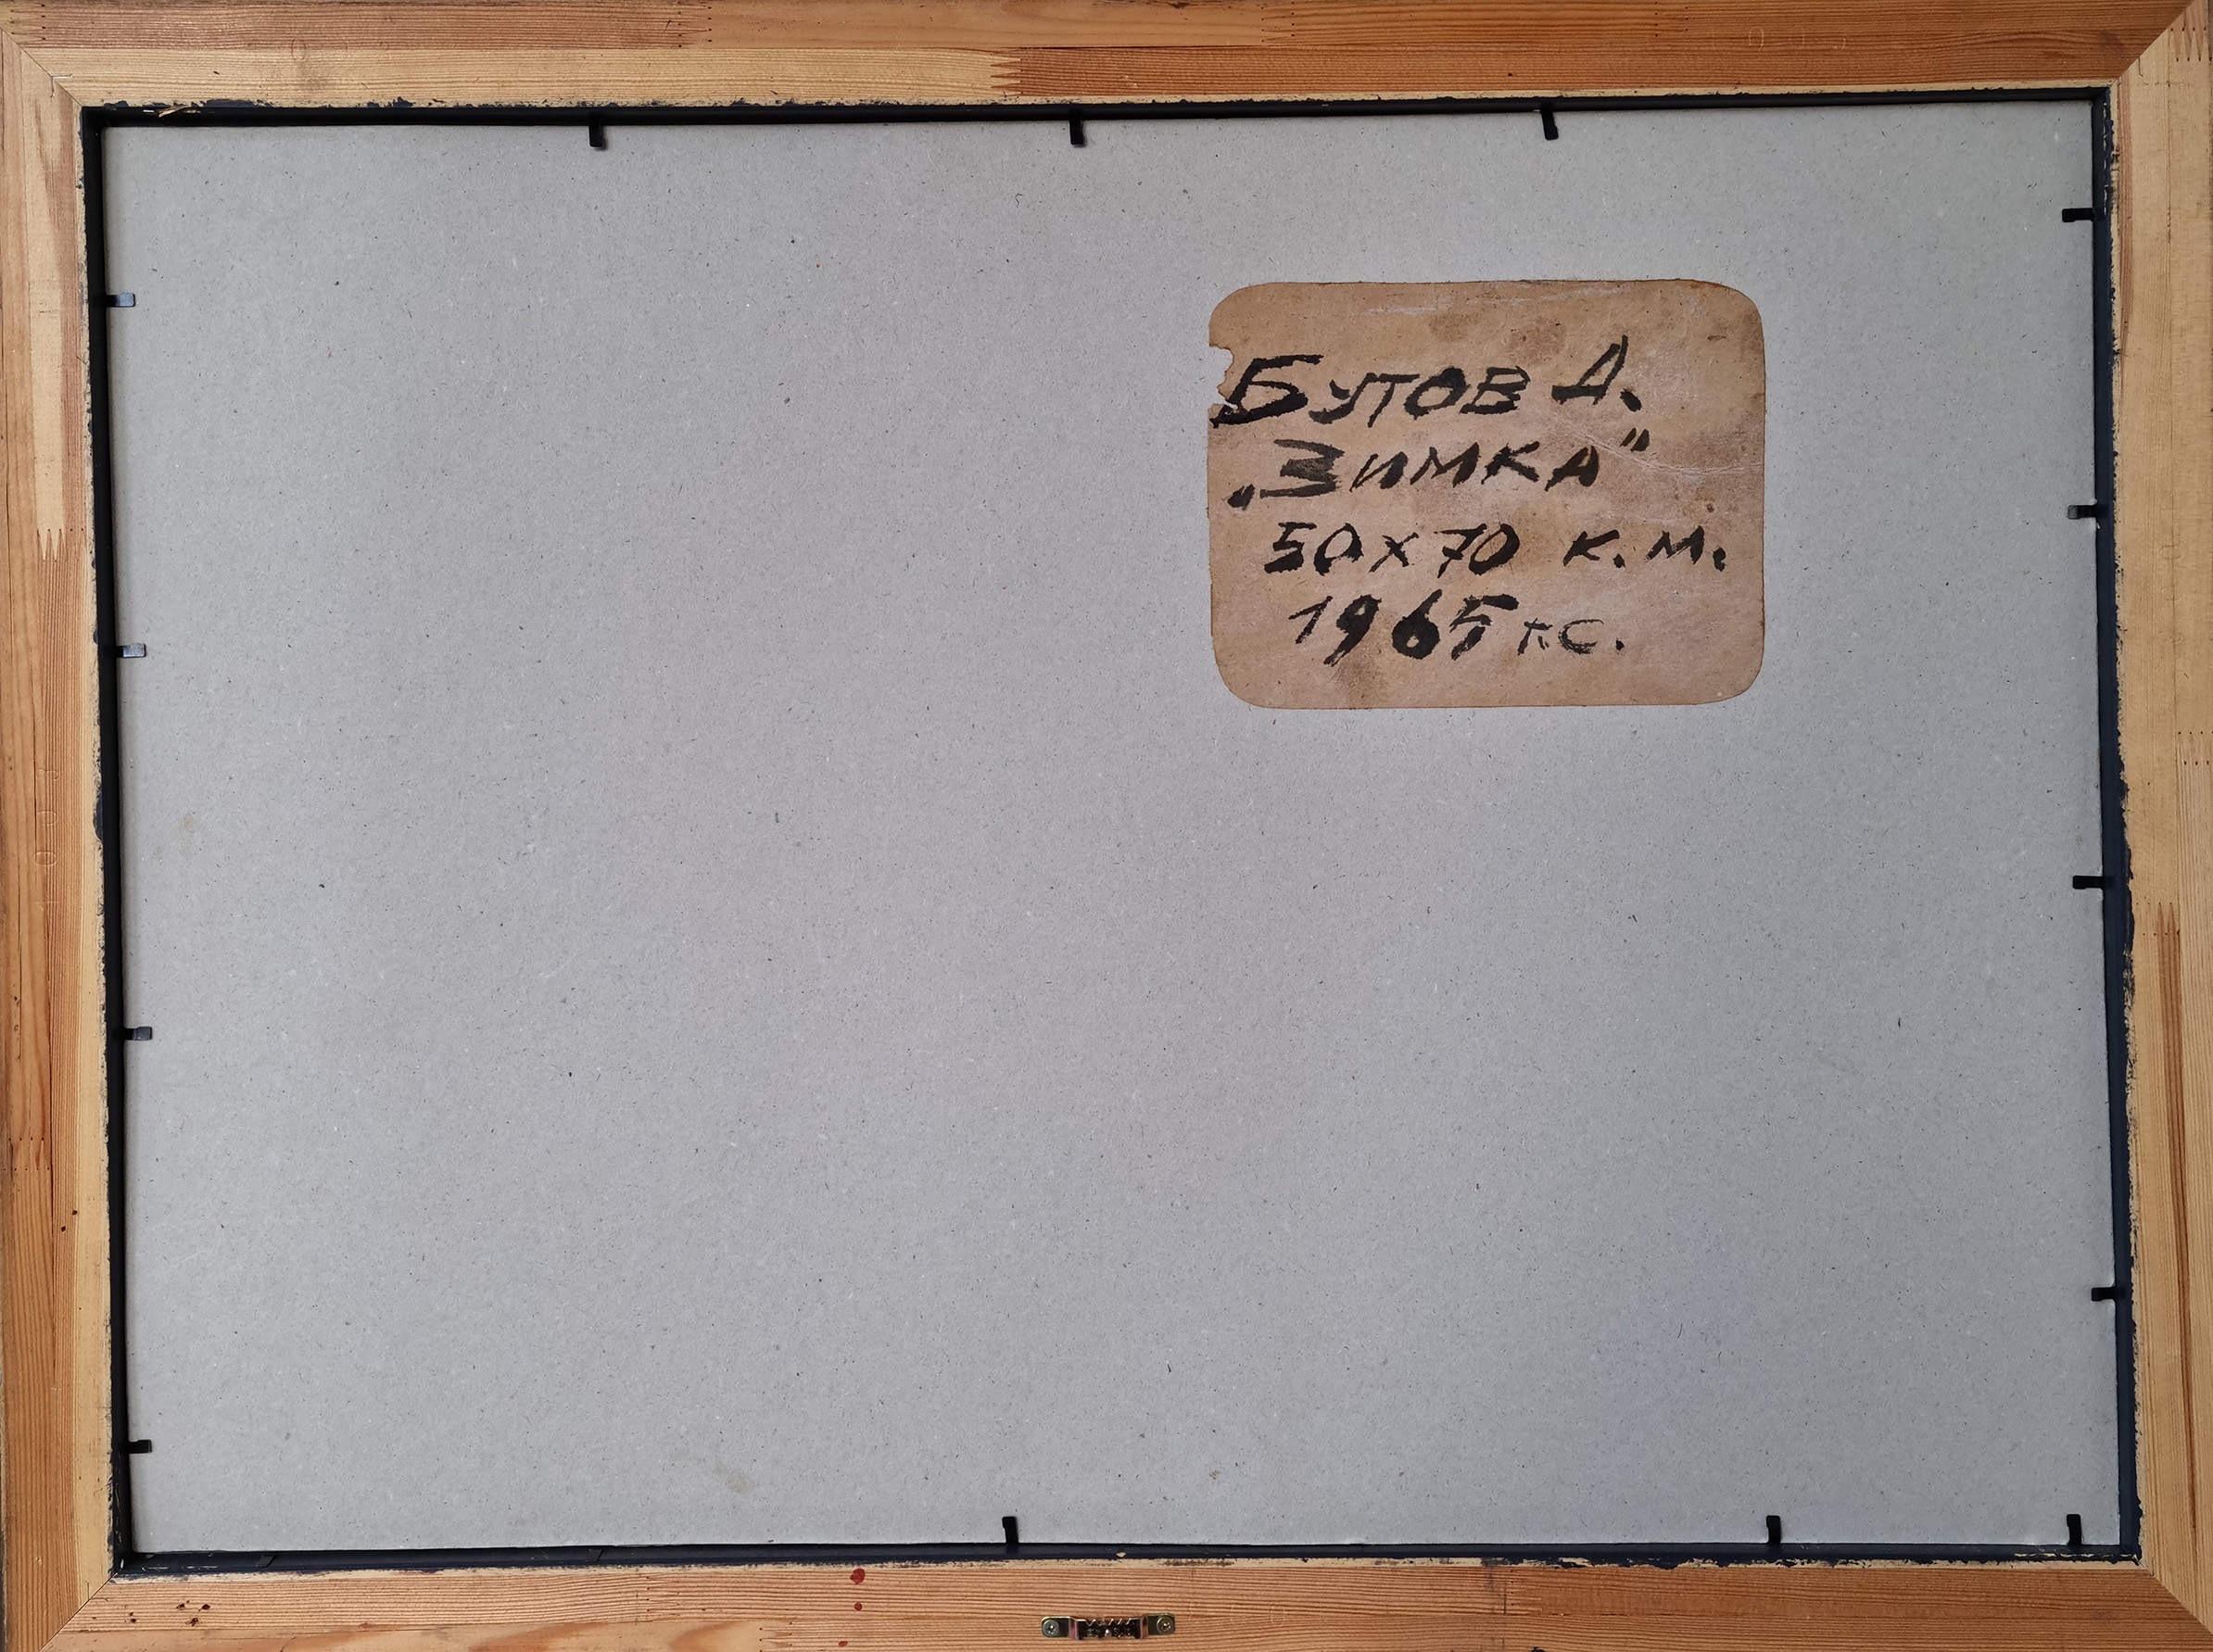 Бутов Д.
„Зимка”
50х70 к.м.
1965 г.